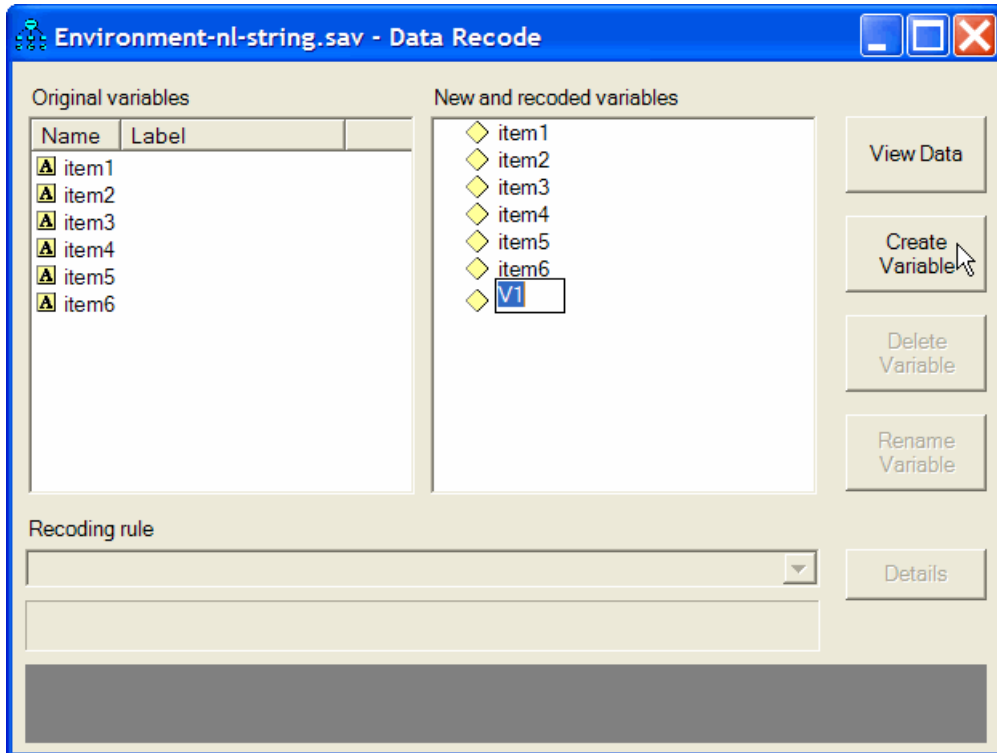 Environment-nl-string.sav - Data Recode
Original variables
Name Label
A item1
A item2
A item3
A item4
A item5
A item6
New and recoded variables
item1
item2
item3
item4
item5
item6
V1
View Data
Create
Variable
Delete
Variable
Rename
Variable
Recoding rule
Details